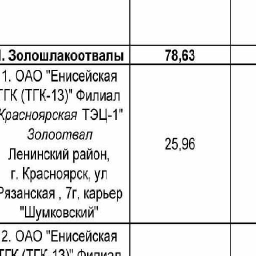 I. Золошлакоотвалы 78,63
1. ОАО "Енисейская
ТГК (ТГК-13)" Филиал
"Красноярская ТЭЦ-1"
Золоотвал
Ленинский район,
г. Красноярск, ул
Рязанская , 7г, карьер
"Шумковский"
25,96
2. ОАО "Енисейская
ТГК (ТГК-13)" Филиал